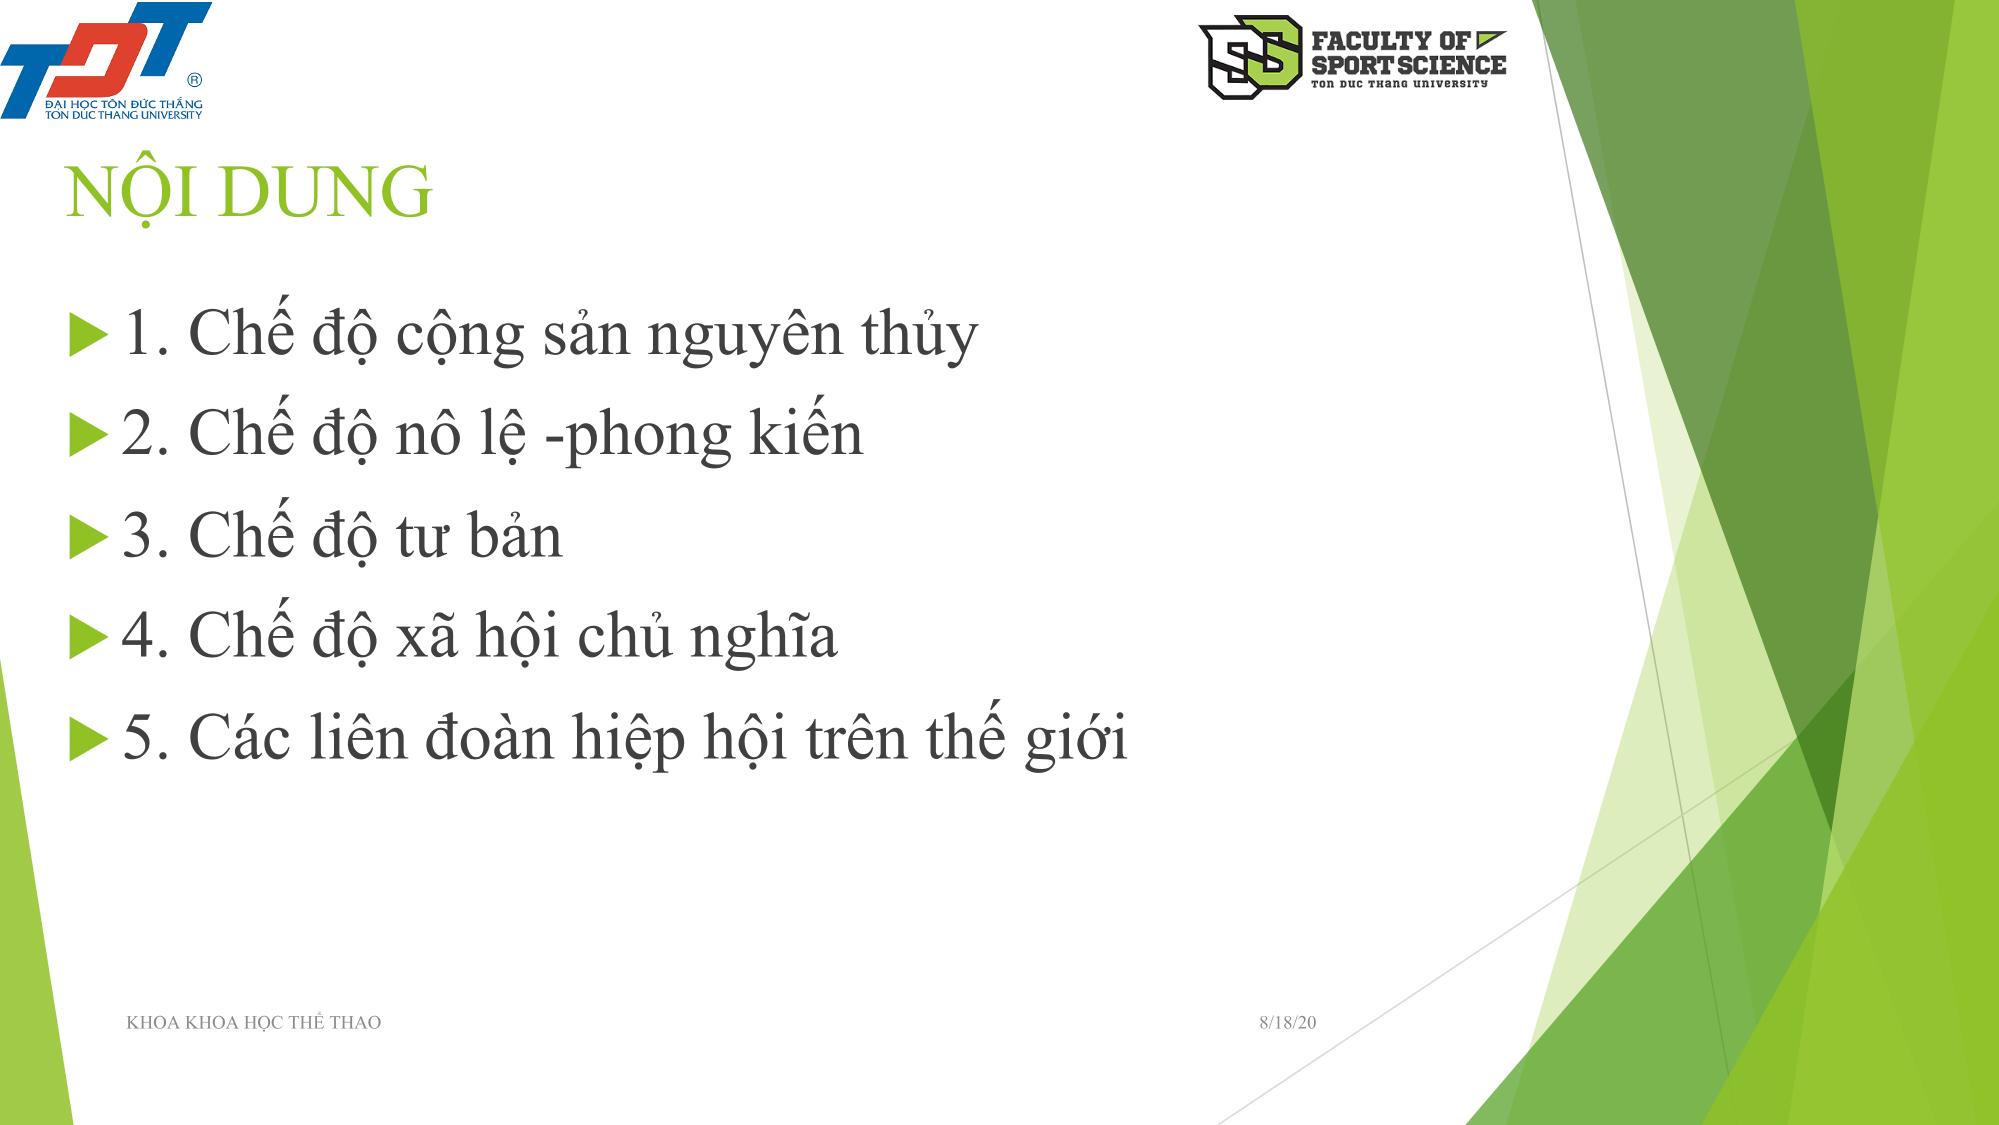 TDT
®
ĐẠI HỌC TÔN ĐỨC THẮNG
TON DUC THANG UNIVERSITY
SS
FACULTY OF
SPORT SCIENCE
TON DUC THANG UNIVERSITY
NỘI DUNG
1. Chế độ cộng sản nguyên thủy
2. Chế độ nô lệ -phong kiến
3. Chế độ tư bản
4. Chế độ xã hội chủ nghĩa
5. Các liên đoàn hiệp hội trên thế giới
KHOA KHOA HỌC THỂ THAO
8/18/20